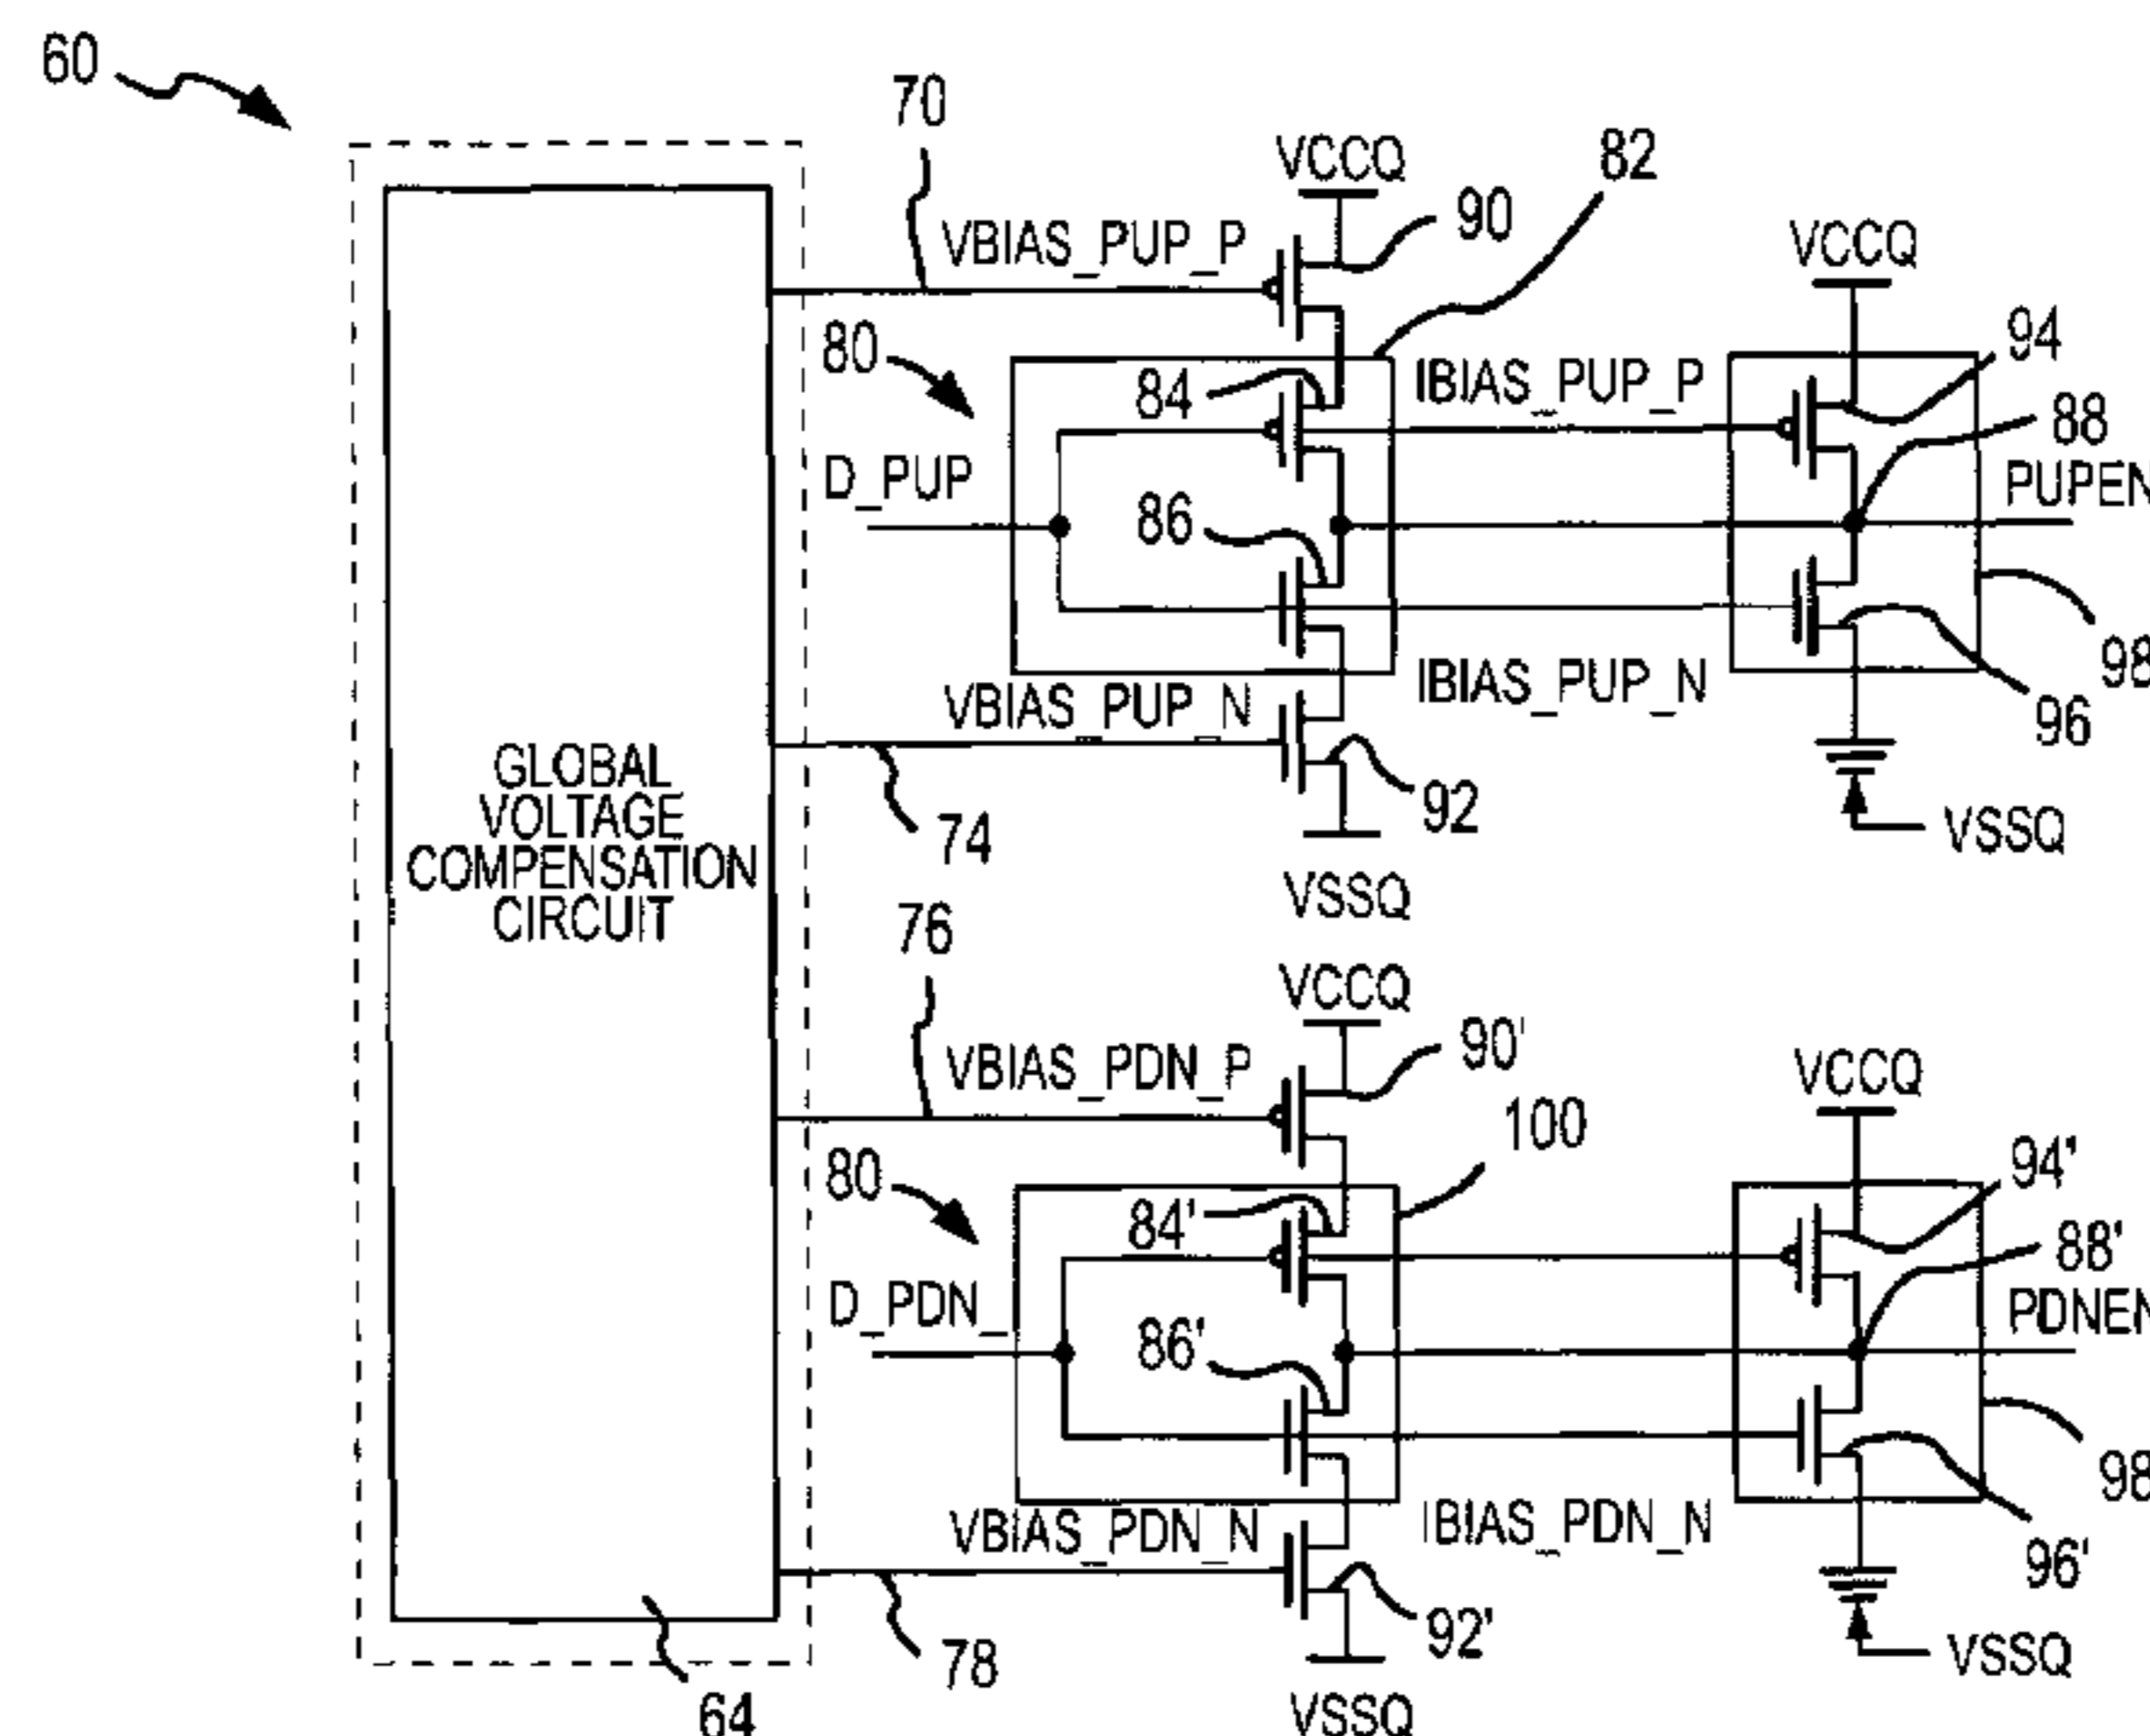 60
70
VCCQ
82
90
VBIAS_PUP_P
VCCQ
80
84
IBIAS_PUP_P
94
88
D_PUP
86
PUPEN
VBIAS_PUP_N
IBIAS_PUP_N
98
96
GLOBAL
VOLTAGE
COMPENSATION
CIRCUIT
74
92
VSSQ
VSSQ
76
VCCQ
90'
VBIAS_PDN_P
VCCQ
100
80
84'
94'
88'
D_PDN_
86'
PDNEN
VBIAS_PDN_N
IBIAS_PDN_N
98
96'
78
92'
VSSQ
64
VSSQ